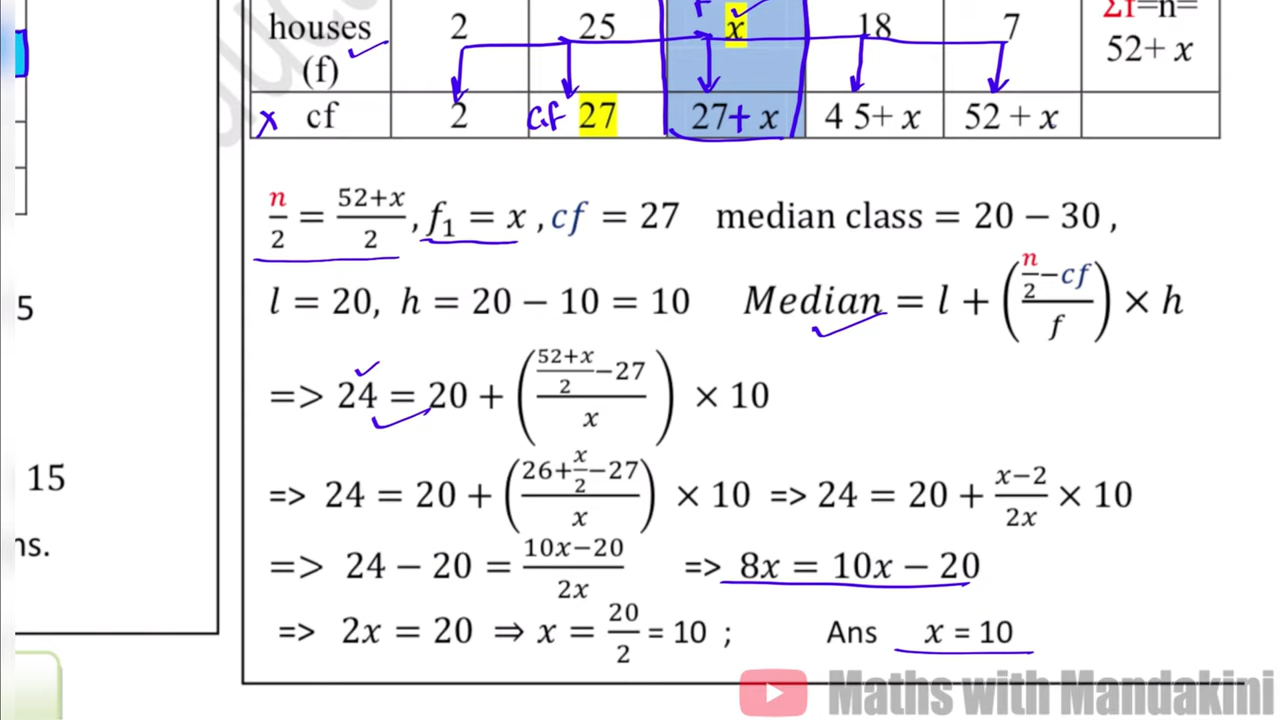 houses (f) 2 25 x 18 7 Σf=n= 52+ x
x cf 2 cf 27 27+ x 4 5+ x 52 + x
n/2 = (52+x)/2 , f₁ = x , cf = 27 median class = 20 − 30 ,
5 l = 20, h = 20 − 10 = 10 Median = l + ((n/2 − cf)/f) × h
=> 24 = 20 + (((52+x)/2 − 27)/x) × 10
15 => 24 = 20 + ((26 + x/2 − 27)/x) × 10 => 24 = 20 + (x−2)/2x × 10
ns. => 24 − 20 = (10x−20)/2x => 8x = 10x − 20
=> 2x = 20 ⇒ x = 20/2 = 10 ; Ans x = 10
Maths with Mandakini